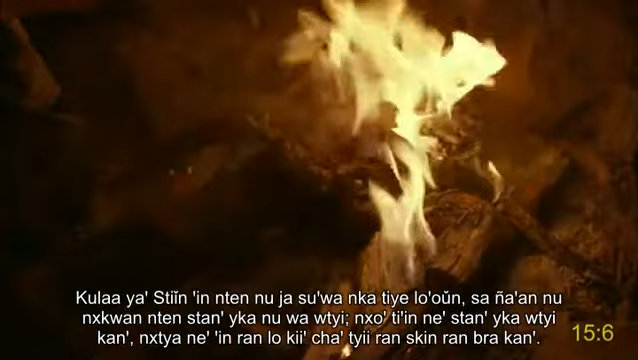 Kulaa ya' Stiǐn 'in nten nu ja su'wa nka tiye lo'oǔn, sa ña'an nu
nxkwan nten stan' yka nu wa wtyi; nxo' ti'in ne' stan' yka wtyi
kan', nxtya ne' 'in ran lo kii' cha' tyii ran skin ran bra kan'.
15:6